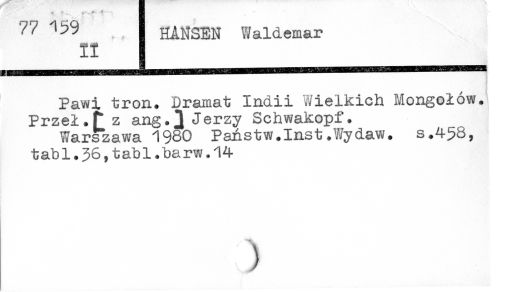 77 159
II
HANSEN Waldemar
Pawi tron. Dramat Indii Wielkich Mongołów.
Przeł.[ z ang.] Jerzy Schwakopf.
Warszawa 1980 Państw.Inst.Wydaw. s.458,
tabl.36,tabl.barw.14